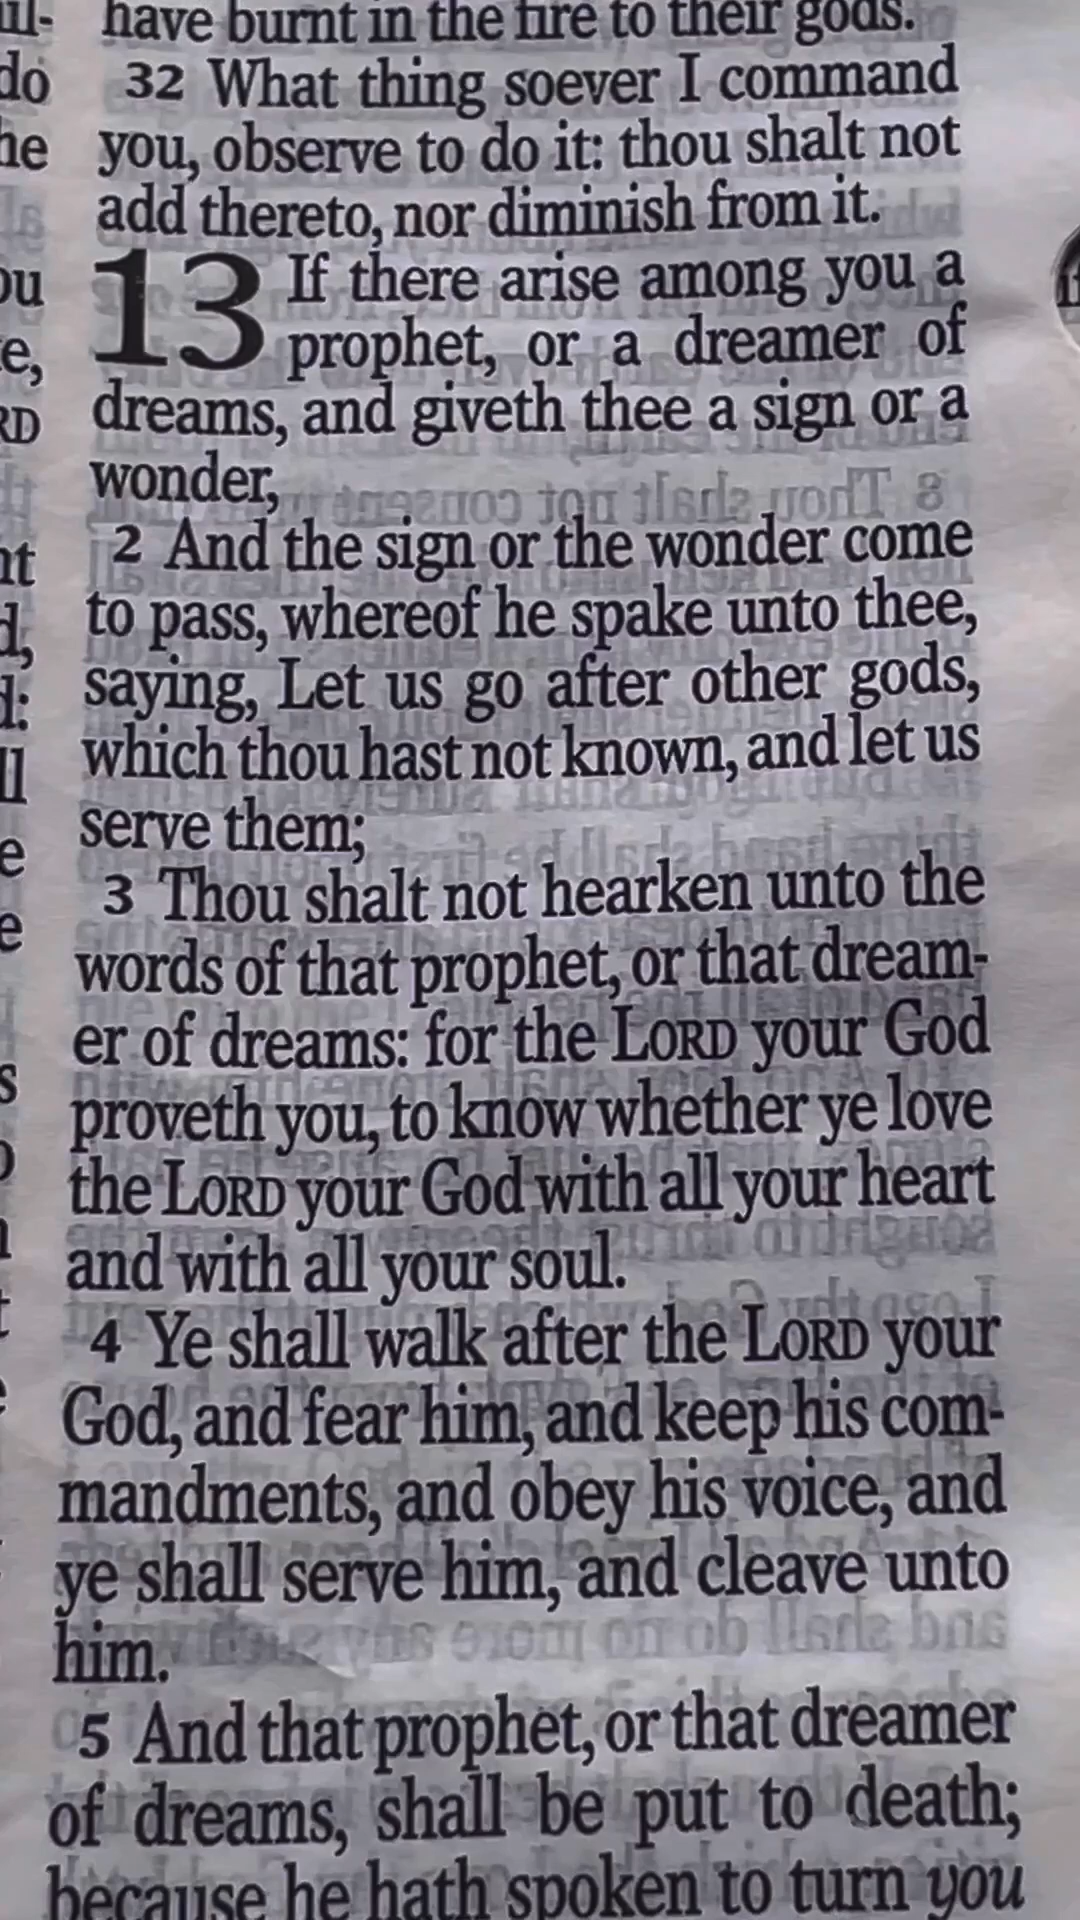 have burnt in the fire to their gods.
32 What thing soever I command
you, observe to do it: thou shalt not
add thereto, nor diminish from it.
13 If there arise among you a
prophet, or a dreamer of
dreams, and giveth thee a sign or a
wonder,
2 And the sign or the wonder come
to pass, whereof he spake unto thee,
saying, Let us go after other gods,
which thou hast not known, and let us
serve them;
3 Thou shalt not hearken unto the
words of that prophet, or that dream-
er of dreams: for the LORD your God
proveth you, to know whether ye love
the LORD your God with all your heart
and with all your soul.
4 Ye shall walk after the LORD your
God, and fear him, and keep his com-
mandments, and obey his voice, and
ye shall serve him, and cleave unto
him.
5 And that prophet, or that dreamer
of dreams, shall be put to death;
because he hath spoken to turn you